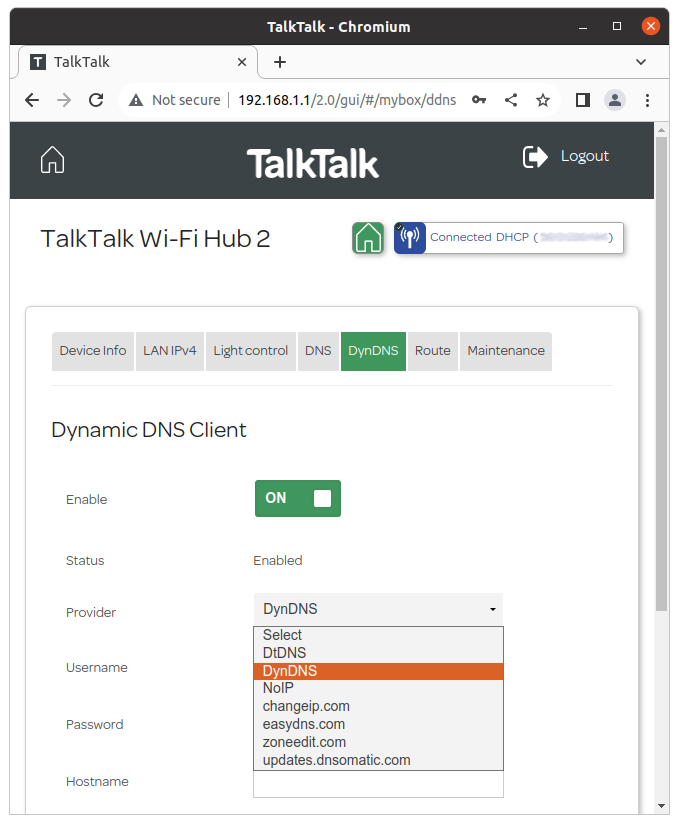 TalkTalk - Chromium
T TalkTalk
Not secure 192.168.1.1/2.0/gui/#/mybox/ddns
TalkTalk
Logout
TalkTalk Wi-Fi Hub 2
Connected DHCP ( )
Device Info LAN IPv4 Light control DNS DynDNS Route Maintenance
Dynamic DNS Client
Enable ON
Status Enabled
Provider DynDNS
Select
DtDNS
DynDNS
NoIP
changeip.com
easydns.com
zoneedit.com
updates.dnsomatic.com
Username
Password
Hostname